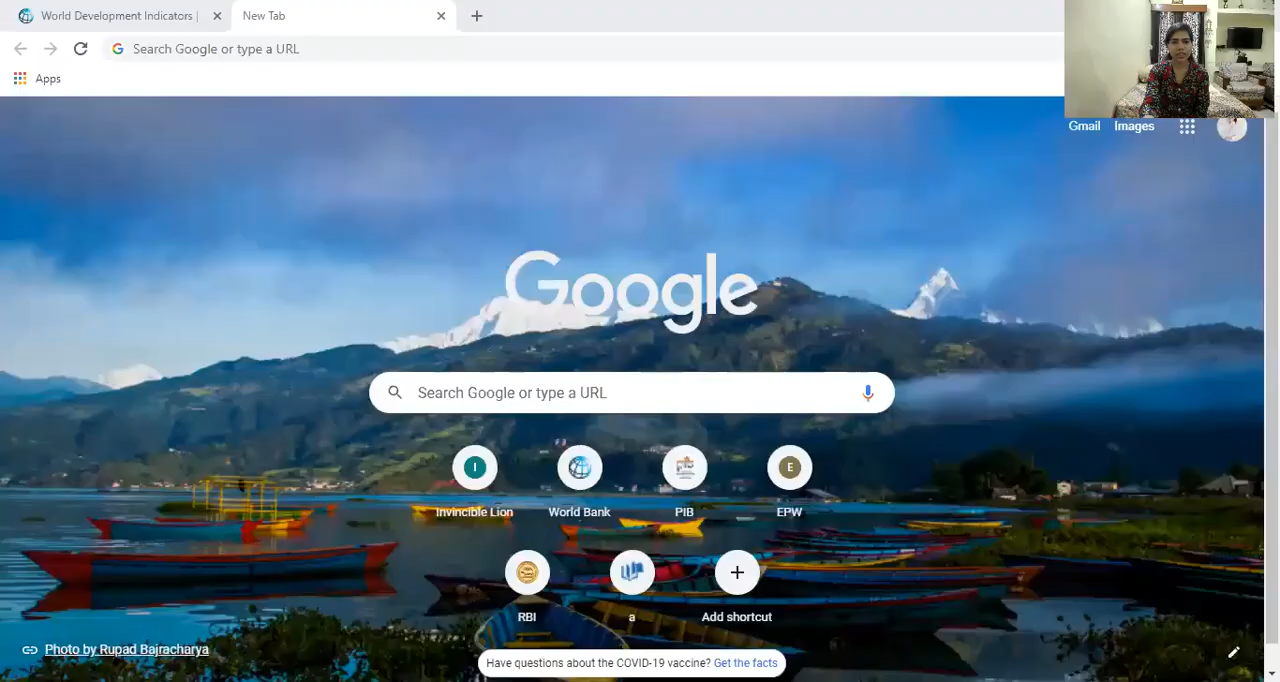 World Development Indicators |
New Tab
Search Google or type a URL
Apps
Gmail
Images
Google
Search Google or type a URL
I
E
Invincible Lion
World Bank
PIB
EPW
RBI
a
Add shortcut
Photo by Rupad Bajracharya
Have questions about the COVID-19 vaccine? Get the facts